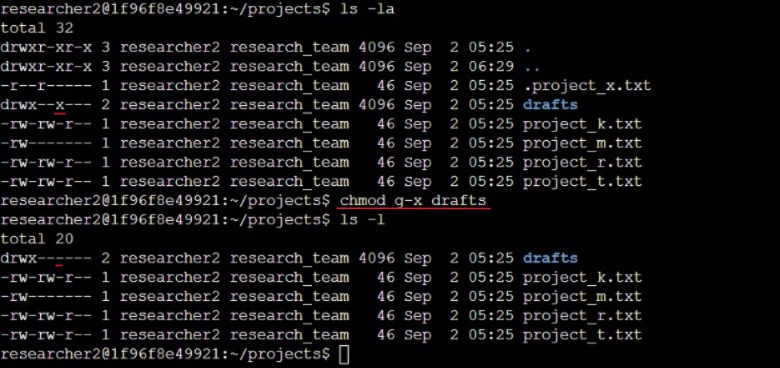 researcher2@1f96f8e49921:~/projects$ ls -la
total 32
drwxr-xr-x 3 researcher2 research_team 4096 Sep  2 05:25 .
drwxr-xr-x 3 researcher2 research_team 4096 Sep  2 06:29 ..
-r--r----- 1 researcher2 research_team   46 Sep  2 05:25 .project_x.txt
drwx--x--- 2 researcher2 research_team 4096 Sep  2 05:25 drafts
-rw-rw-r-- 1 researcher2 research_team   46 Sep  2 05:25 project_k.txt
-rw------- 1 researcher2 research_team   46 Sep  2 05:25 project_m.txt
-rw-rw-r-- 1 researcher2 research_team   46 Sep  2 05:25 project_r.txt
-rw-rw-r-- 1 researcher2 research_team   46 Sep  2 05:25 project_t.txt
researcher2@1f96f8e49921:~/projects$ chmod g-x drafts
researcher2@1f96f8e49921:~/projects$ ls -l
total 20
drwx------ 2 researcher2 research_team 4096 Sep  2 05:25 drafts
-rw-rw-r-- 1 researcher2 research_team   46 Sep  2 05:25 project_k.txt
-rw------- 1 researcher2 research_team   46 Sep  2 05:25 project_m.txt
-rw-rw-r-- 1 researcher2 research_team   46 Sep  2 05:25 project_r.txt
-rw-rw-r-- 1 researcher2 research_team   46 Sep  2 05:25 project_t.txt
researcher2@1f96f8e49921:~/projects$